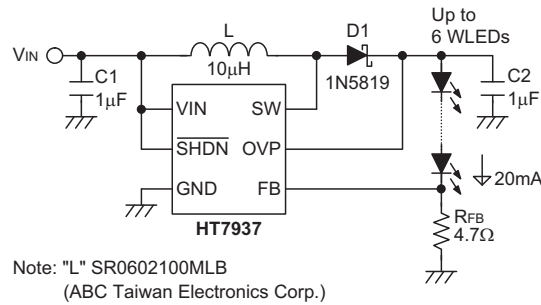 Up to
6 WLEDs
VIN
L
10μH
D1
1N5819
C1
1μF
C2
1μF
VIN
SW
SHDN
OVP
GND
FB
20mA
HT7937
RFB
4.7Ω
Note: "L" SR0602100MLB
(ABC Taiwan Electronics Corp.)